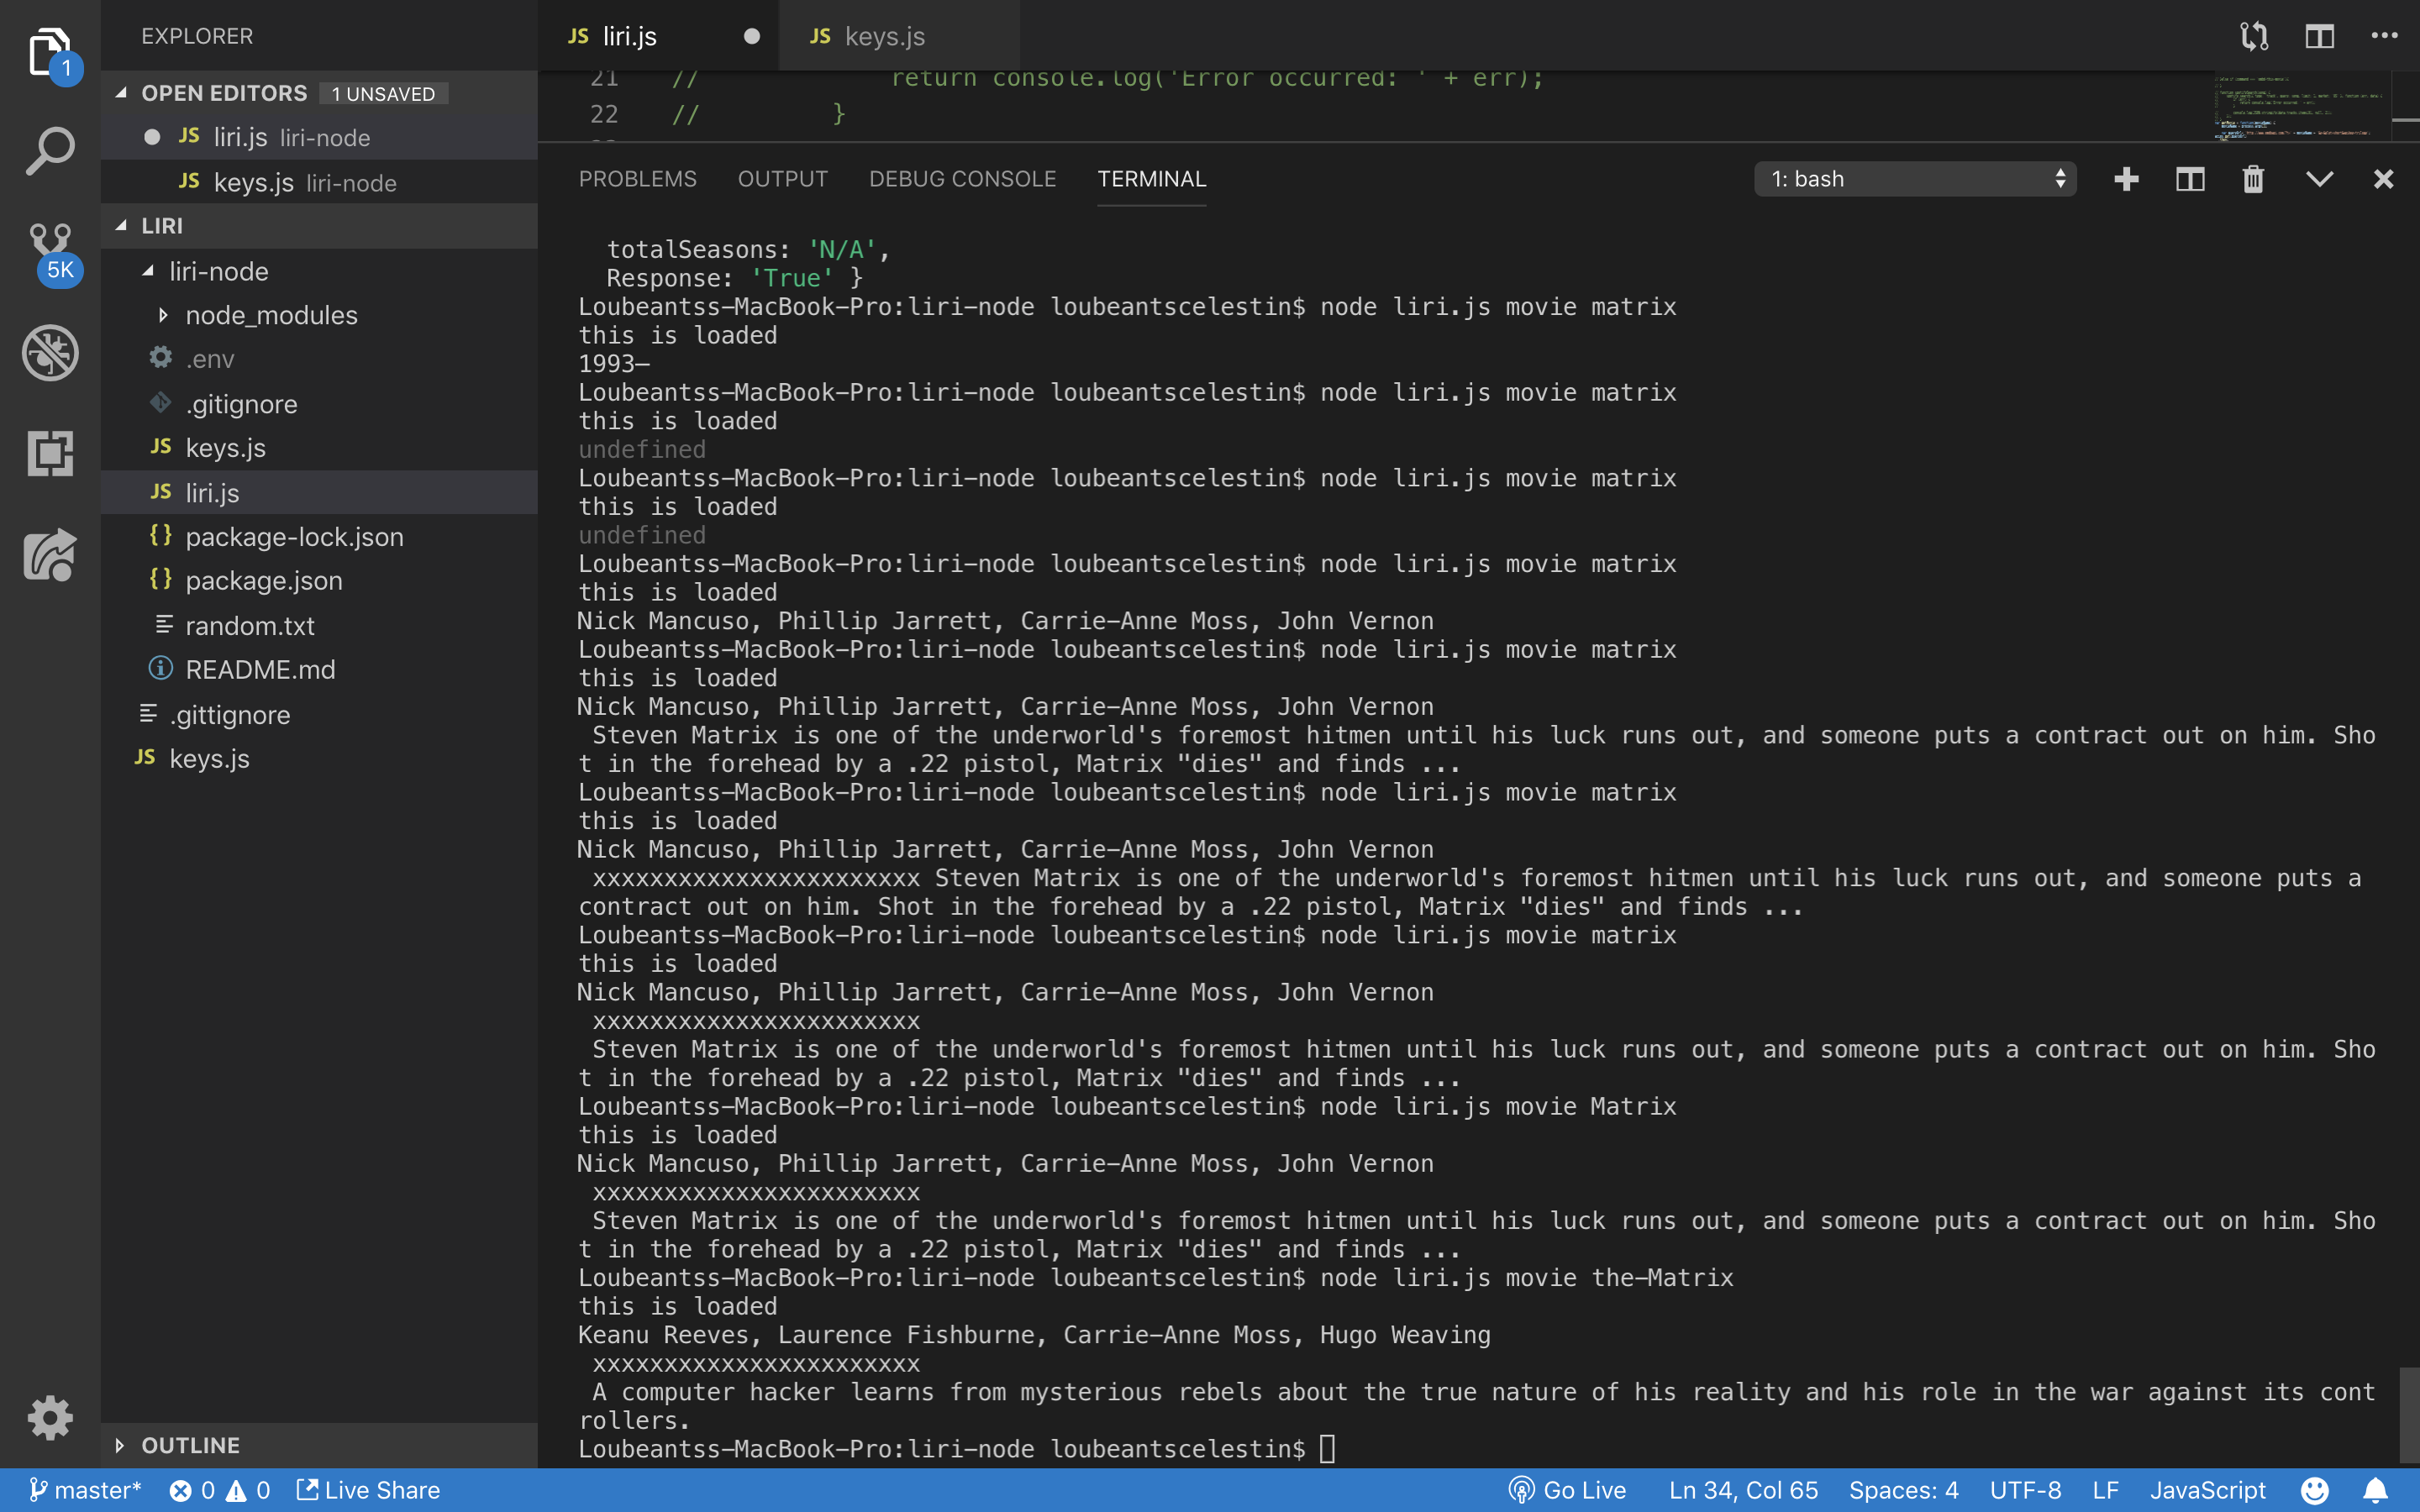 EXPLORER
JS liri.js
JS keys.js
1
OPEN EDITORS 1 UNSAVED
JS liri.js liri-node
JS keys.js liri-node
LIRI
liri-node
node_modules
.env
.gitignore
JS keys.js
JS liri.js
{} package-lock.json
{} package.json
random.txt
README.md
.gittignore
JS keys.js
5K
OUTLINE
21 // return console.log('Error occurred: ' + err);
22 // }
PROBLEMS OUTPUT DEBUG CONSOLE TERMINAL 1: bash
totalSeasons: 'N/A',
Response: 'True' }
Loubeantss-MacBook-Pro:liri-node loubeantscelestin$ node liri.js movie matrix
this is loaded
1993–
Loubeantss-MacBook-Pro:liri-node loubeantscelestin$ node liri.js movie matrix
this is loaded
undefined
Loubeantss-MacBook-Pro:liri-node loubeantscelestin$ node liri.js movie matrix
this is loaded
undefined
Loubeantss-MacBook-Pro:liri-node loubeantscelestin$ node liri.js movie matrix
this is loaded
Nick Mancuso, Phillip Jarrett, Carrie-Anne Moss, John Vernon
Loubeantss-MacBook-Pro:liri-node loubeantscelestin$ node liri.js movie matrix
this is loaded
Nick Mancuso, Phillip Jarrett, Carrie-Anne Moss, John Vernon
Steven Matrix is one of the underworld's foremost hitmen until his luck runs out, and someone puts a contract out on him. Sho
t in the forehead by a .22 pistol, Matrix "dies" and finds ...
Loubeantss-MacBook-Pro:liri-node loubeantscelestin$ node liri.js movie matrix
this is loaded
Nick Mancuso, Phillip Jarrett, Carrie-Anne Moss, John Vernon
xxxxxxxxxxxxxxxxxxxxxxx Steven Matrix is one of the underworld's foremost hitmen until his luck runs out, and someone puts a
contract out on him. Shot in the forehead by a .22 pistol, Matrix "dies" and finds ...
Loubeantss-MacBook-Pro:liri-node loubeantscelestin$ node liri.js movie matrix
this is loaded
Nick Mancuso, Phillip Jarrett, Carrie-Anne Moss, John Vernon
xxxxxxxxxxxxxxxxxxxxxxx
Steven Matrix is one of the underworld's foremost hitmen until his luck runs out, and someone puts a contract out on him. Sho
t in the forehead by a .22 pistol, Matrix "dies" and finds ...
Loubeantss-MacBook-Pro:liri-node loubeantscelestin$ node liri.js movie Matrix
this is loaded
Nick Mancuso, Phillip Jarrett, Carrie-Anne Moss, John Vernon
xxxxxxxxxxxxxxxxxxxxxxx
Steven Matrix is one of the underworld's foremost hitmen until his luck runs out, and someone puts a contract out on him. Sho
t in the forehead by a .22 pistol, Matrix "dies" and finds ...
Loubeantss-MacBook-Pro:liri-node loubeantscelestin$ node liri.js movie the-Matrix
this is loaded
Keanu Reeves, Laurence Fishburne, Carrie-Anne Moss, Hugo Weaving
xxxxxxxxxxxxxxxxxxxxxxx
A computer hacker learns from mysterious rebels about the true nature of his reality and his role in the war against its cont
rollers.
Loubeantss-MacBook-Pro:liri-node loubeantscelestin$
master* 0 0 Live Share Go Live Ln 34, Col 65 Spaces: 4 UTF-8 LF JavaScript